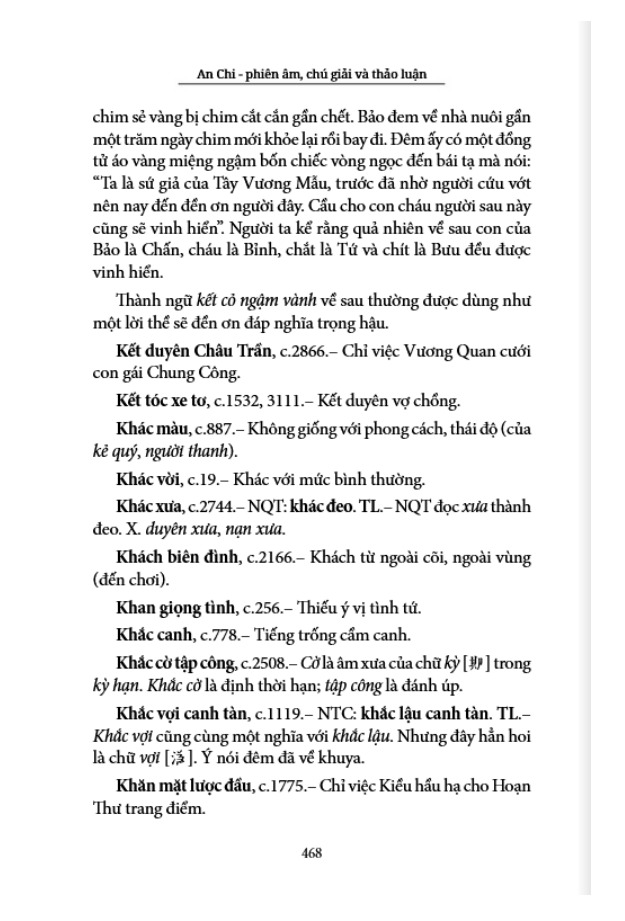 An Chi - phiên âm, chú giải và thảo luận
chim sẻ vàng bị chim cắt cắn gần chết. Bảo đem về nhà nuôi gần
một trăm ngày chim mới khỏe lại rồi bay đi. Đêm ấy có một đồng
tử áo vàng miệng ngậm bốn chiếc vòng ngọc đến bái tạ mà nói:
“Ta là sứ giả của Tây Vương Mẫu, trước đã nhờ người cứu vớt
nên nay đến đền ơn người đây. Cầu cho con cháu người sau này
cũng sẽ vinh hiển”. Người ta kể rằng quả nhiên về sau con của
Bảo là Chấn, cháu là Bỉnh, chắt là Tứ và chít là Bưu đều được
vinh hiển.
Thành ngữ kết cỏ ngậm vành về sau thường được dùng như
một lời thề sẽ đền ơn đáp nghĩa trọng hậu.
Kết duyên Châu Trần, c.2866.– Chỉ việc Vương Quan cưới
con gái Chung Công.
Kết tóc xe tơ, c.1532, 3111.– Kết duyên vợ chồng.
Khác màu, c.887.– Không giống với phong cách, thái độ (của
kẻ quý, người thanh).
Khác vời, c.19.– Khác với mức bình thường.
Khác xưa, c.2744.– NQT: khác đeo. TL.– NQT đọc xưa thành
đeo. X. duyên xưa, nạn xưa.
Khách biên đình, c.2166.– Khách từ ngoài cõi, ngoài vùng
(đến chơi).
Khan giọng tình, c.256.– Thiếu ý vị tình tứ.
Khắc canh, c.778.– Tiếng trống cầm canh.
Khắc cờ tập công, c.2508.– Cờ là âm xưa của chữ kỳ [ ] trong
kỳ hạn. Khắc cờ là định thời hạn; tập công là đánh úp.
Khắc vợi canh tàn, c.1119.– NTC: khắc lậu canh tàn. TL.–
Khắc vợi cũng cùng một nghĩa với khắc lậu. Nhưng đây hẳn hoi
là chữ vợi [ ]. Ý nói đêm đã về khuya.
Khăn mặt lược đầu, c.1775.– Chỉ việc Kiều hầu hạ cho Hoạn
Thư trang điểm.
468